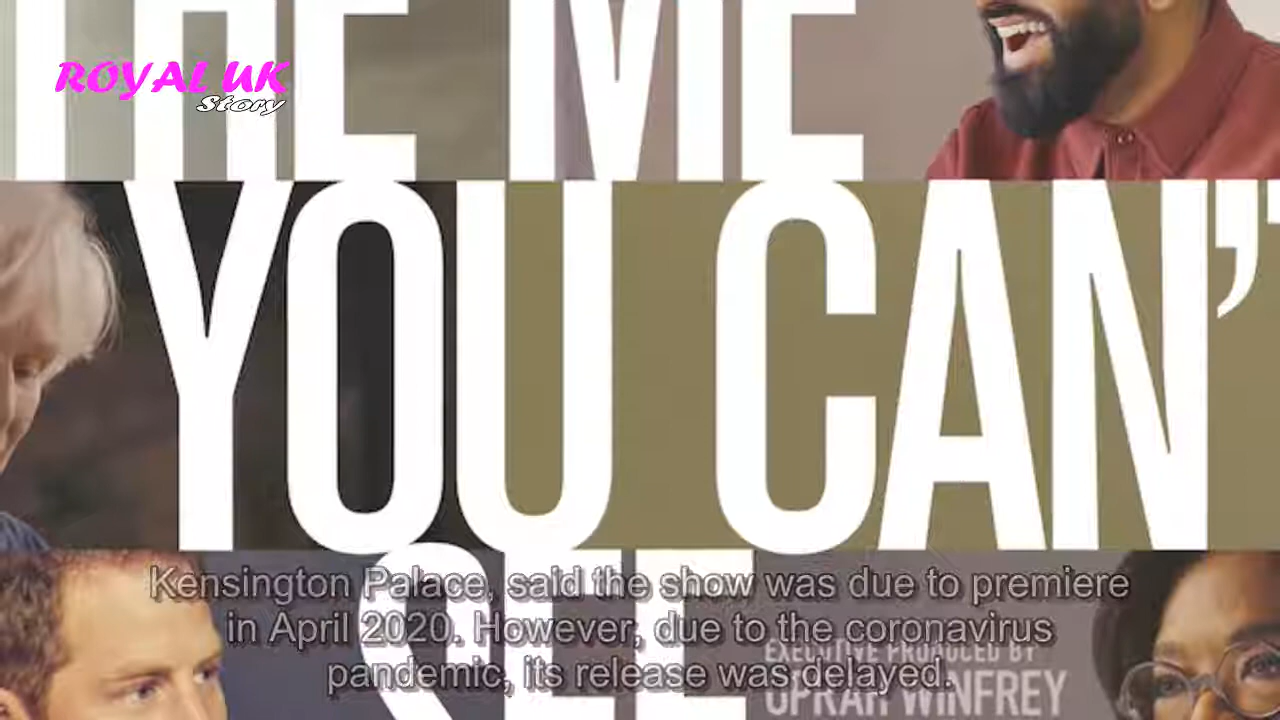 ROYAL UK
Story
THE ME
YOU CAN'
SEE
Kensington Palace, said the show was due to premiere
in April 2020. However, due to the coronavirus
pandemic, its release was delayed.
EXECUTIVE PRODUCED BY
OPRAH WINFREY